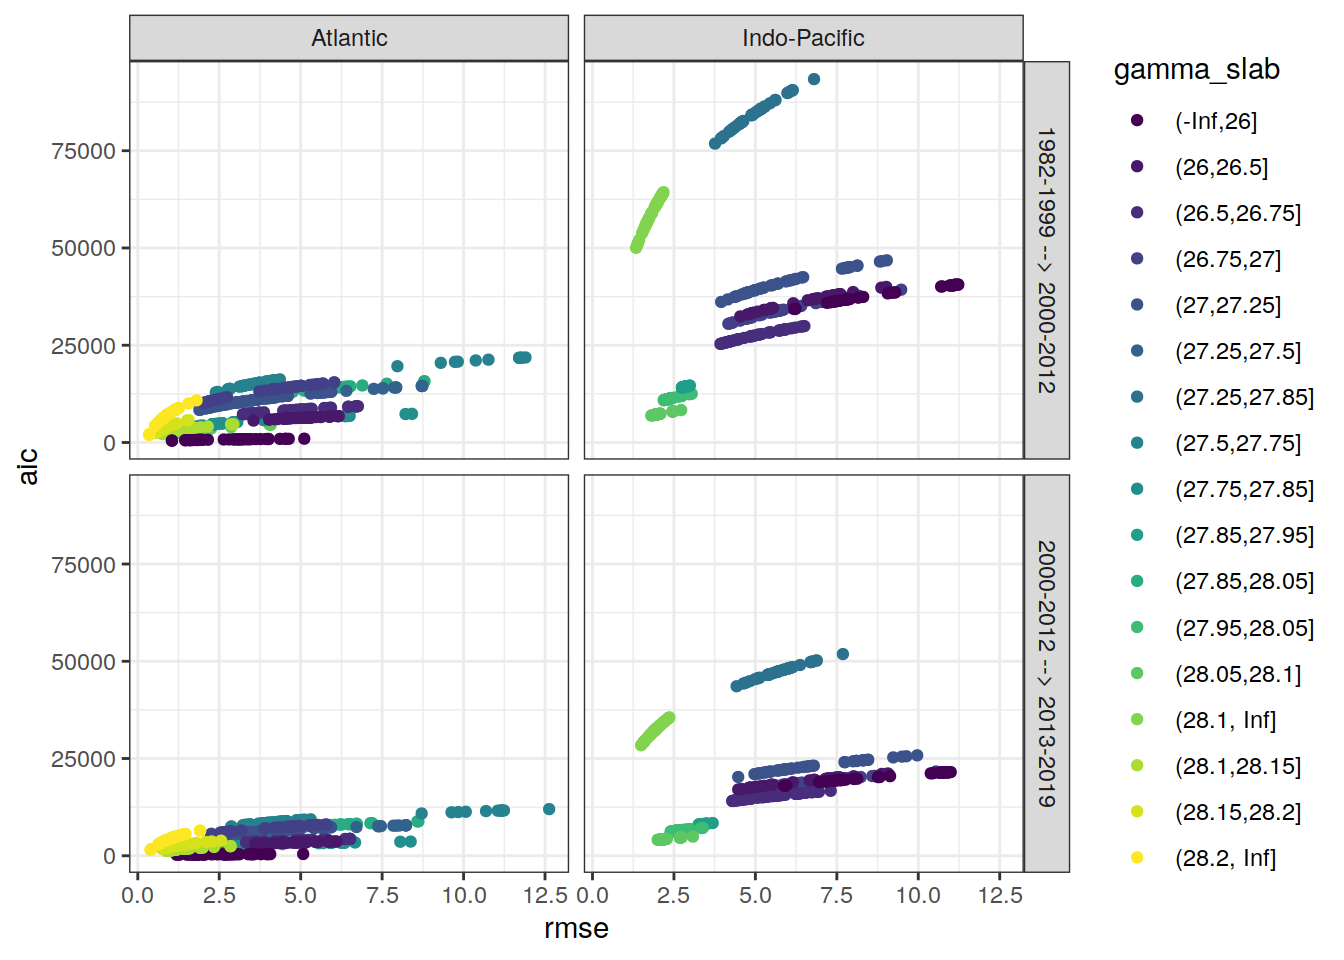 Atlantic
Indo-Pacific
75000
50000
25000
0
1982-1999 --> 2000-2012
75000
50000
25000
0
2000-2012 --> 2013-2019
0.0 2.5 5.0 7.5 10.0 12.5
0.0 2.5 5.0 7.5 10.0 12.5
rmse
aic
gamma_slab
(-Inf,26]
(26,26.5]
(26.5,26.75]
(26.75,27]
(27,27.25]
(27.25,27.5]
(27.25,27.85]
(27.5,27.75]
(27.75,27.85]
(27.85,27.95]
(27.85,28.05]
(27.95,28.05]
(28.05,28.1]
(28.1, Inf]
(28.1,28.15]
(28.15,28.2]
(28.2, Inf]